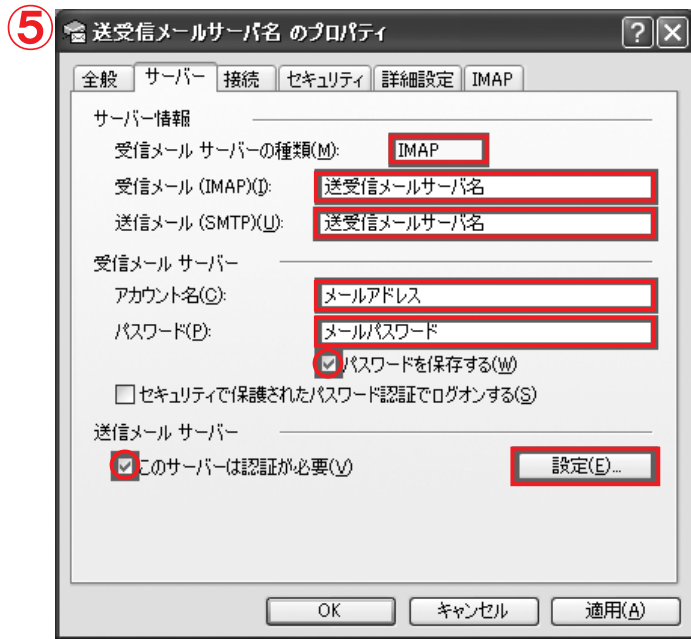 ⑤
送受信メールサーバ名 のプロパティ
全般 サーバー 接続 セキュリティ 詳細設定 IMAP
サーバー情報
受信メール サーバーの種類(M): IMAP
受信メール (IMAP)(I): 送受信メールサーバ名
送信メール (SMTP)(U): 送受信メールサーバ名
受信メール サーバー
アカウント名(C): メールアドレス
パスワード(P): メールパスワード
パスワードを保存する(W)
セキュリティで保護されたパスワード認証でログオンする(S)
送信メール サーバー
このサーバーは認証が必要(V) 設定(E)...
OK キャンセル 適用(A)